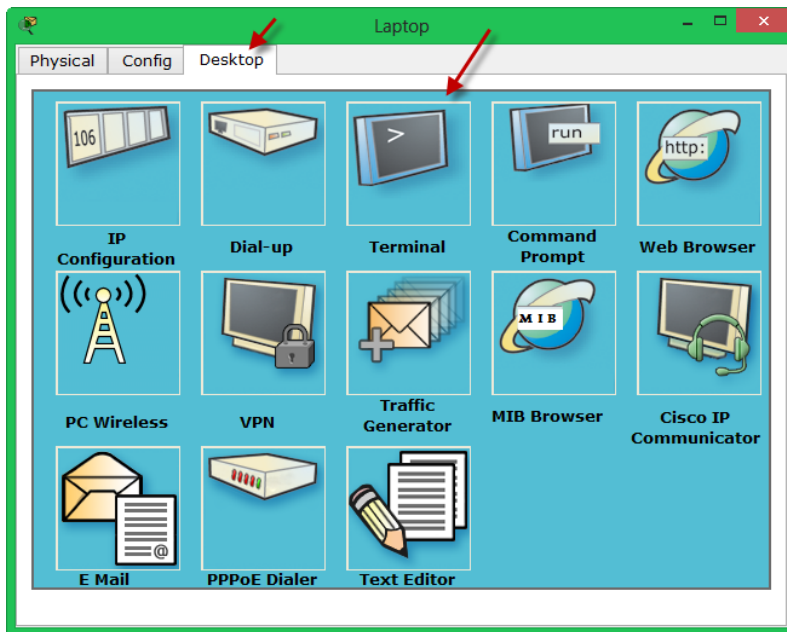 Laptop
Physical Config Desktop
106
>
run
http:
IP
Configuration
Dial-up
Terminal
Command
Prompt
Web Browser
MIB
PC Wireless
VPN
Traffic
Generator
MIB Browser
Cisco IP
Communicator
@
E Mail
PPPoE Dialer
Text Editor